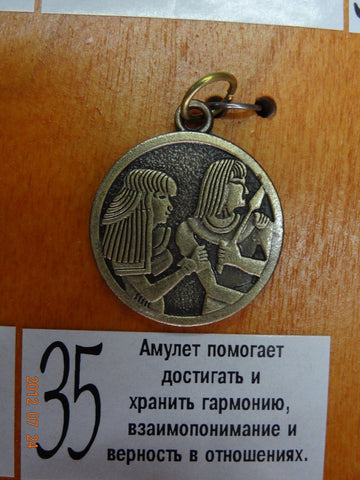 35
Амулет помогает
достигать и
хранить гармонию,
взаимопонимание и
верность в отношениях.
2012 07 24